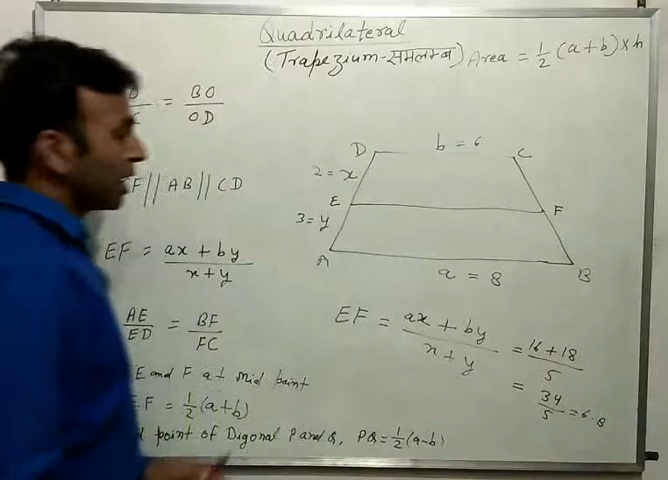 Quadrilateral
(Trapezium-समलम्ब) Area = 1/2 (a+b)×h
= BO/OD
D b = 6 C
2 = x
F || AB || CD
E F
3 = y
A a = 8 B
EF = (ax + by)/(x+y)
EF = (ax + by)/(x+y) = (16 + 18)/5
= 34/5 = 6.8
AE/ED = BF/FC
E and F at mid point
EF = 1/2 (a+b)
point of Digonal P and Q, PQ = 1/2 (a-b)